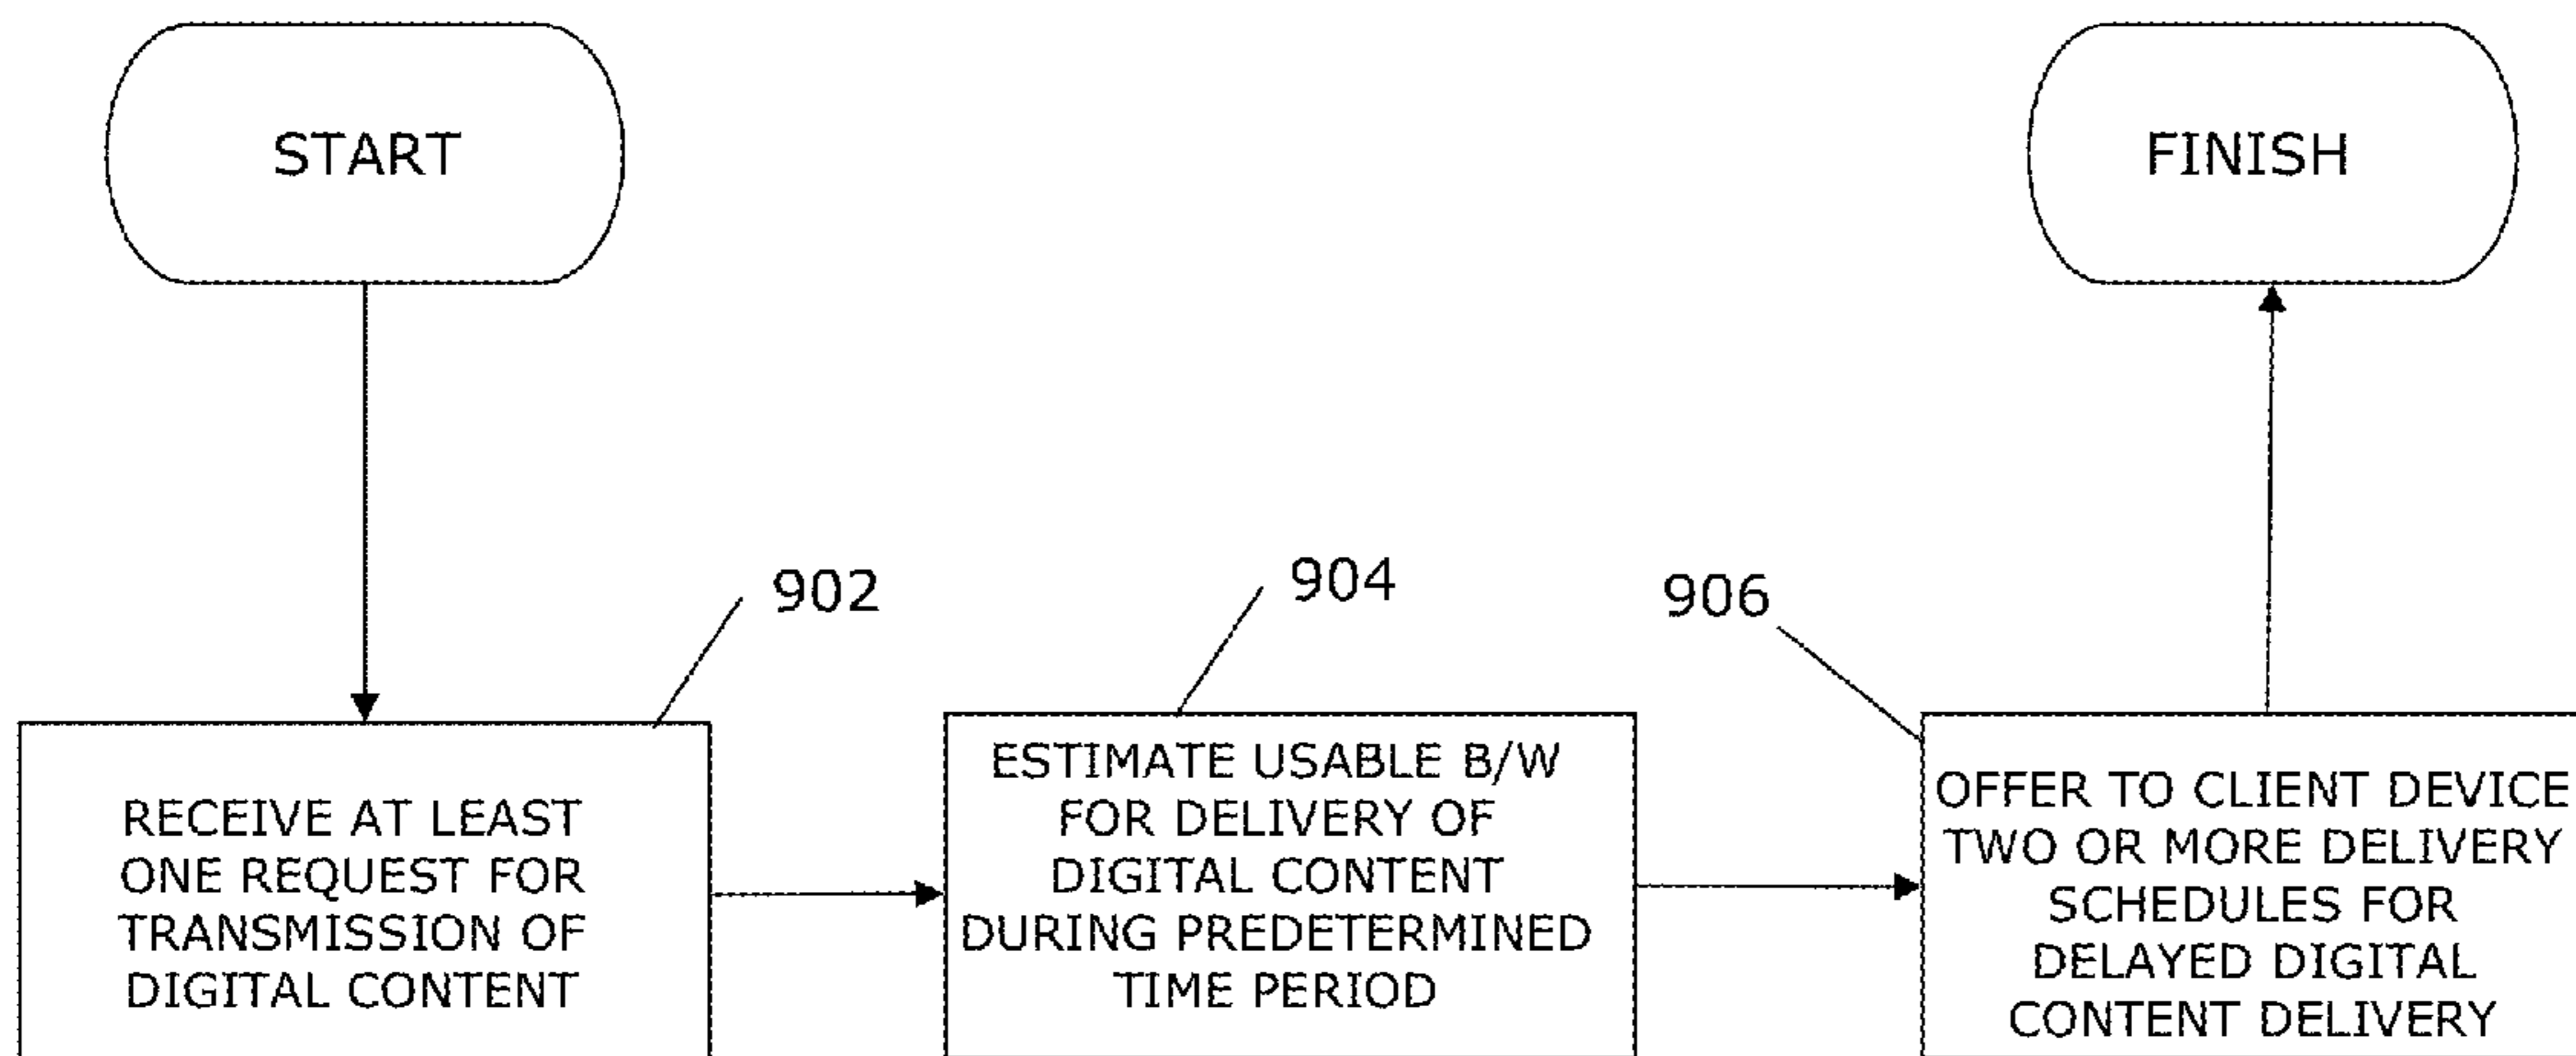 START
FINISH
902
904
906
RECEIVE AT LEAST
ONE REQUEST FOR
TRANSMISSION OF
DIGITAL CONTENT
ESTIMATE USABLE B/W
FOR DELIVERY OF
DIGITAL CONTENT
DURING PREDETERMINED
TIME PERIOD
OFFER TO CLIENT DEVICE
TWO OR MORE DELIVERY
SCHEDULES FOR
DELAYED DIGITAL
CONTENT DELIVERY